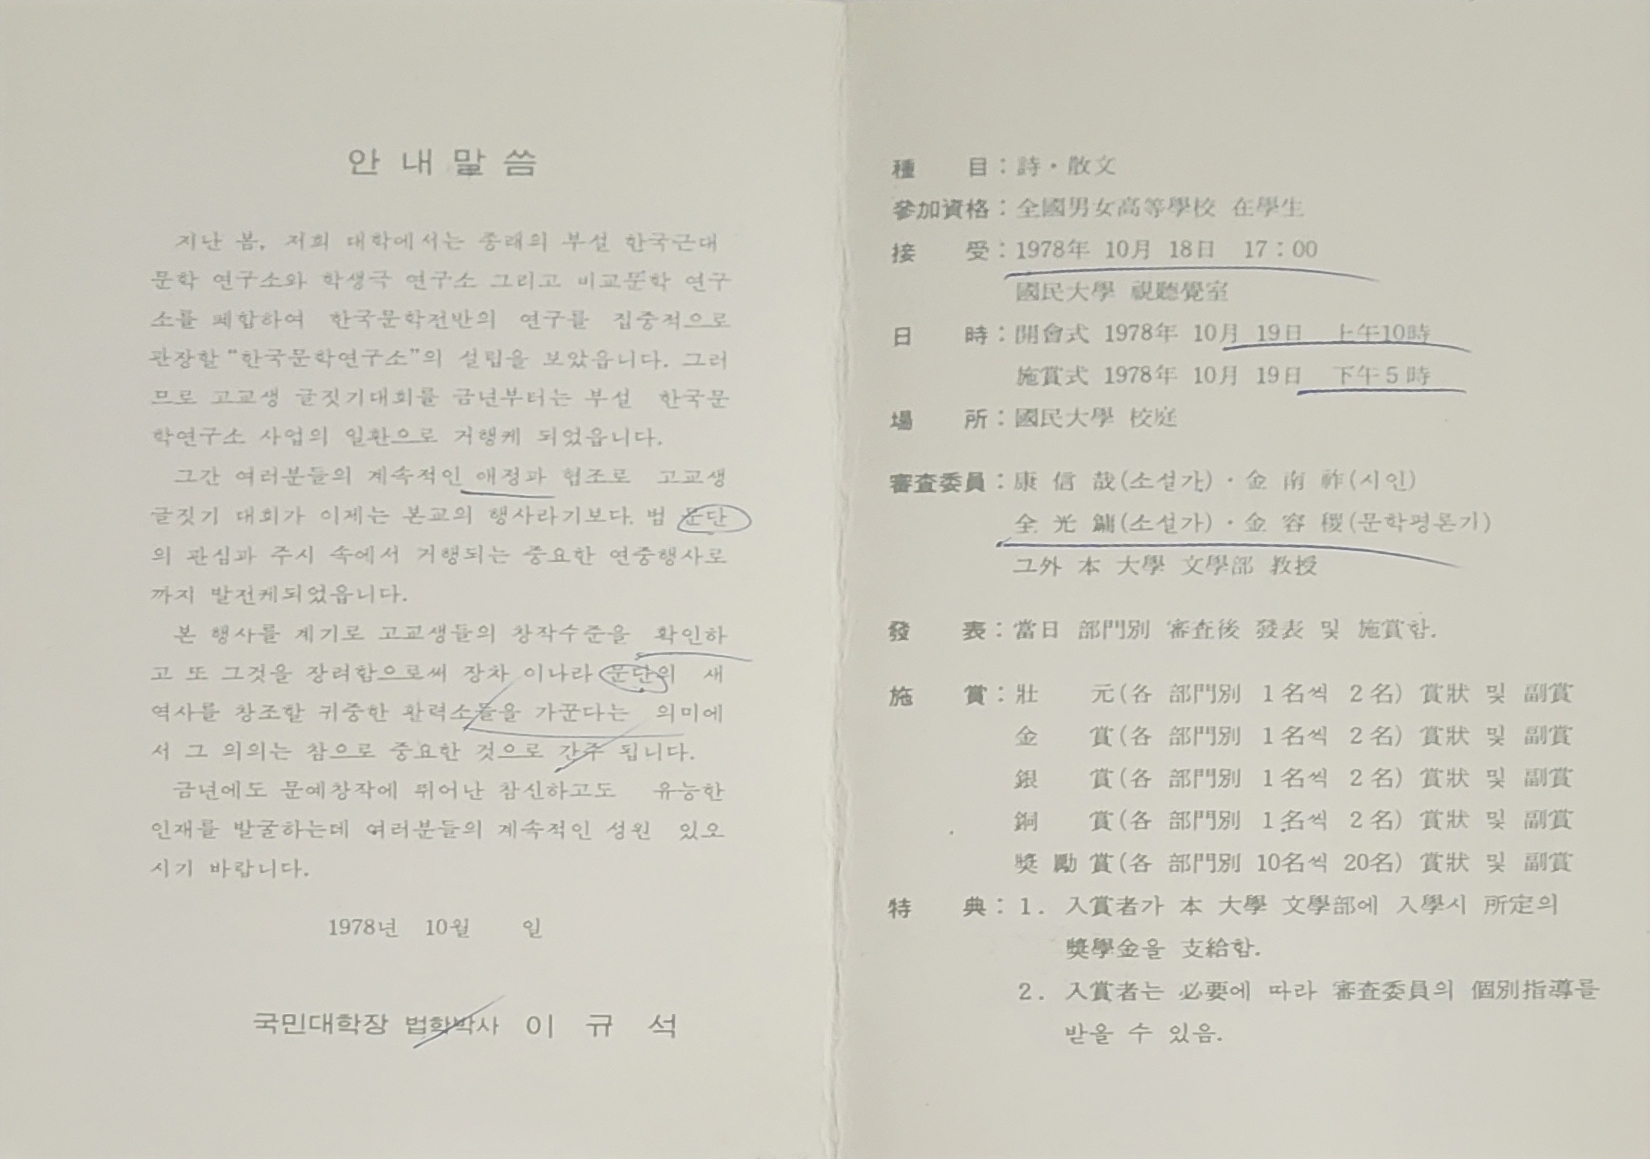 안내말씀
지난 봄, 저희 대학에서는 종래의 부설 한국근대
문학 연구소와 학생극 연구소 그리고 비교문학 연구
소를 폐합하여 한국문학전반의 연구를 집중적으로
관장할 “한국문학연구소”의 설립을 보았읍니다. 그러
므로 고교생 글짓기대회를 금년부터는 부설 한국문
학연구소 사업의 일환으로 거행케 되었읍니다.
그간 여러분들의 계속적인 애정과 협조로 고교생
글짓기 대회가 이제는 본교의 행사라기보다. 범 문단
의 관심과 주시 속에서 거행되는 중요한 연중행사로
까지 발전케되었읍니다.
본 행사를 계기로 고교생들의 창작수준을 확인하
고 또 그것을 장려함으로써 장차 이나라 문단의 새
역사를 창조할 귀중한 활력소들을 가꾼다는 의미에
서 그 의의는 참으로 중요한 것으로 간주 됩니다.
금년에도 문예창작에 뛰어난 참신하고도 유능한
인재를 발굴하는데 여러분들의 계속적인 성원 있으
시기 바랍니다.
1978년 10월 일
국민대학장 법학박사 이 규 석
種 目 : 詩・散文
參加資格 : 全國男女高等學校 在學生
接 受 : 1978年 10月 18日 17 : 00
國民大學 視聽覺室
日 時 : 開會式 1978年 10月 19日 上午10時
施賞式 1978年 10月 19日 下午5時
場 所 : 國民大學 校庭
審査委員 : 康 信 哉(소설가)・金 南 祚(시인)
全 光 鏞(소설가)・金 容 稷(문학평론가)
그外 本 大學 文學部 敎授
發 表 : 當日 部門別 審査後 發表 및 施賞함.
施 賞 : 壯 元(各 部門別 1名씩 2名) 賞狀 및 副賞
金 賞(各 部門別 1名씩 2名) 賞狀 및 副賞
銀 賞(各 部門別 1名씩 2名) 賞狀 및 副賞
銅 賞(各 部門別 1名씩 2名) 賞狀 및 副賞
獎 勵 賞(各 部門別 10名씩 20名) 賞狀 및 副賞
特 典 : 1. 入賞者가 本 大學 文學部에 入學시 所定의
獎學金을 支給함.
2. 入賞者는 必要에 따라 審査委員의 個別指導를
받을 수 있음.